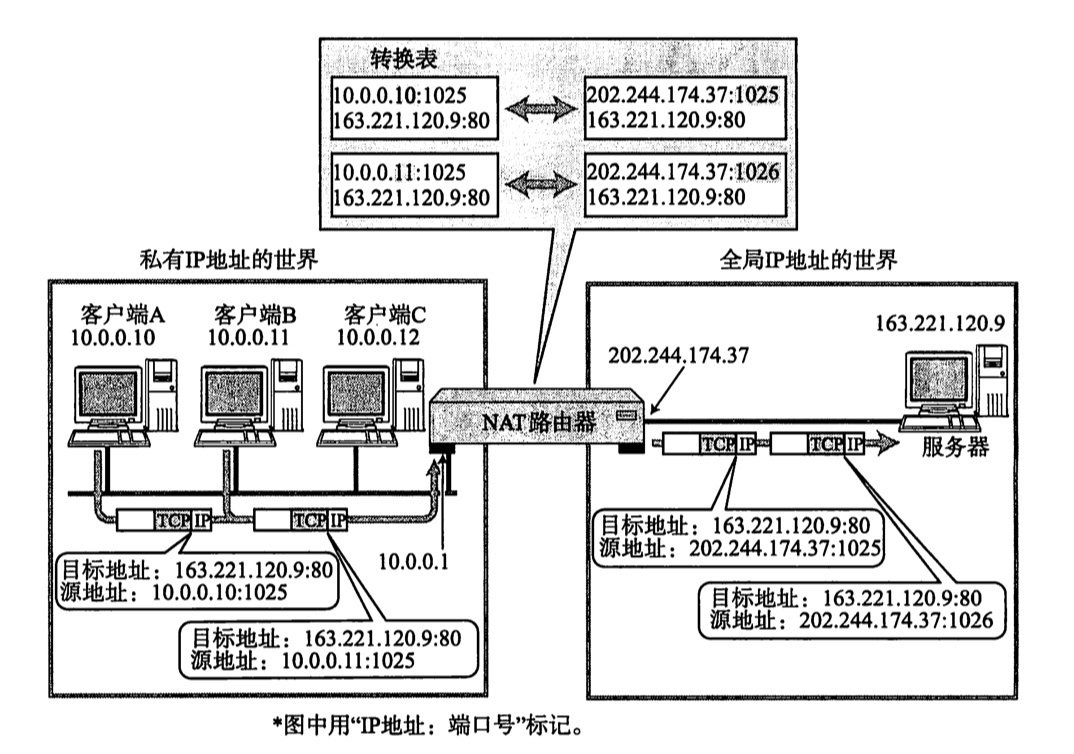 转换表
10.0.0.10:1025
163.221.120.9:80
202.244.174.37:1025
163.221.120.9:80
10.0.0.11:1025
163.221.120.9:80
202.244.174.37:1026
163.221.120.9:80
私有IP地址的世界
全局IP地址的世界
客户端A
10.0.0.10
客户端B
10.0.0.11
客户端C
10.0.0.12
163.221.120.9
202.244.174.37
NAT路由器
服务器
TCP IP
TCP IP
TCP IP
TCP IP
10.0.0.1
目标地址：163.221.120.9:80
源地址：10.0.0.10:1025
目标地址：163.221.120.9:80
源地址：10.0.0.11:1025
目标地址：163.221.120.9:80
源地址：202.244.174.37:1025
目标地址：163.221.120.9:80
源地址：202.244.174.37:1026
*图中用“IP地址：端口号”标记。